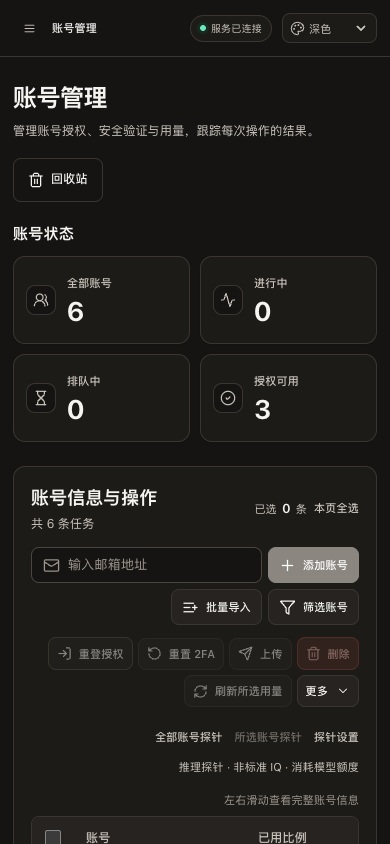 账号管理
服务已连接
深色
账号管理
管理账号授权、安全验证与用量，跟踪每次操作的结果。
回收站
账号状态
全部账号
6
进行中
0
排队中
0
授权可用
3
账号信息与操作
共 6 条任务
已选 0 条 本页全选
输入邮箱地址
添加账号
批量导入
筛选账号
重登授权
重置 2FA
上传
删除
刷新所选用量
更多
全部账号探针 所选账号探针 探针设置
推理探针 · 非标准 IQ · 消耗模型额度
左右滑动查看完整账号信息
账号 已用比例